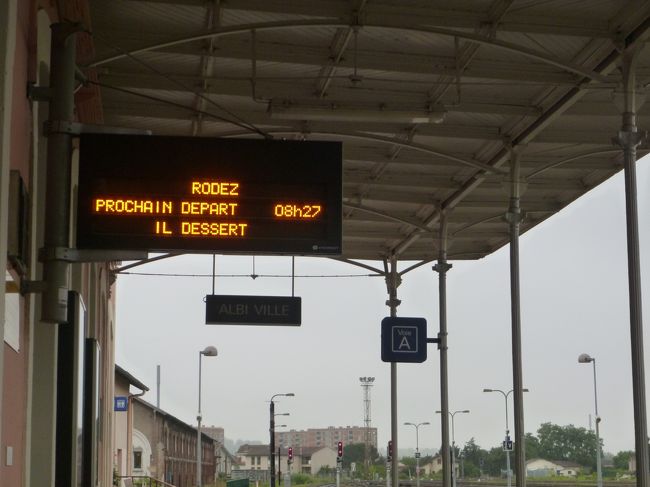 RODEZ
PROCHAIN DEPART 08h27
IL DESSERT
ALBI VILLE
Voie
A